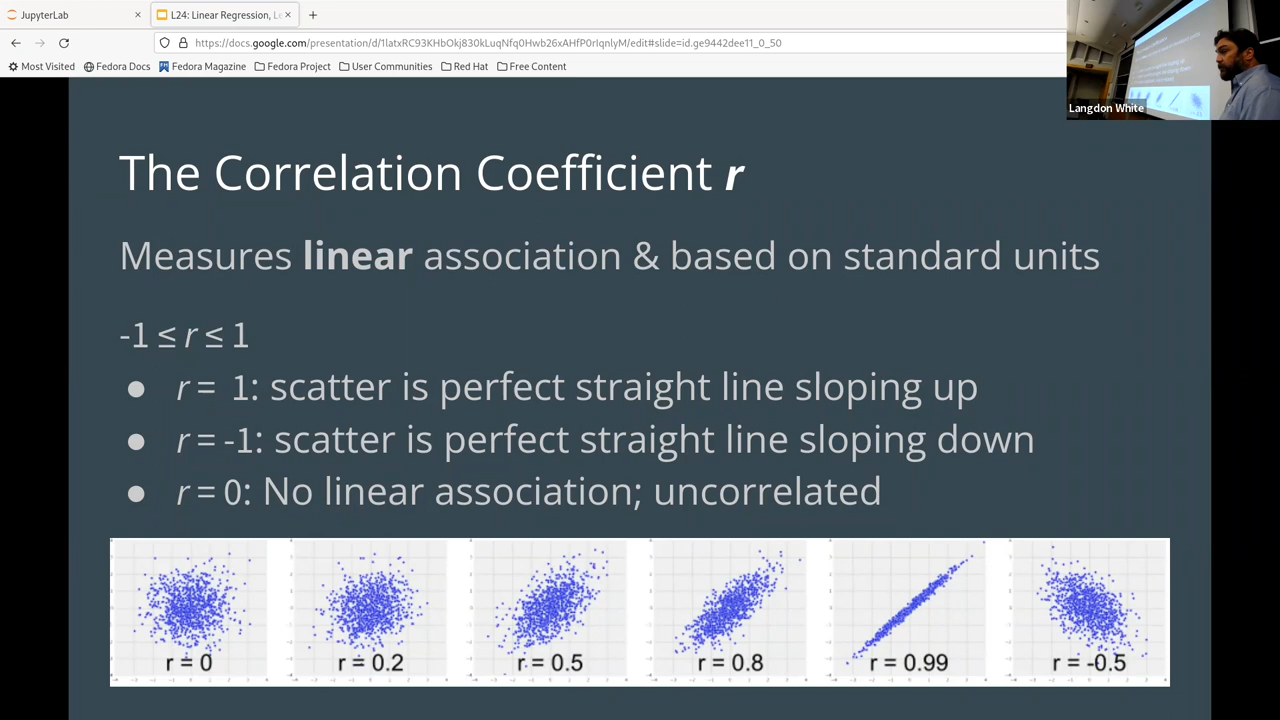 JupyterLab
L24: Linear Regression, Le
https://docs.google.com/presentation/d/1latxRC93KHbOkj830kLuqNfq0Hwb26xAHfP0rIqnlyM/edit#slide=id.ge9442dee11_0_50
Most Visited Fedora Docs Fedora Magazine Fedora Project User Communities Red Hat Free Content
Langdon White
The Correlation Coefficient r
Measures linear association & based on standard units
-1 ≤ r ≤ 1
● r = 1: scatter is perfect straight line sloping up
● r = -1: scatter is perfect straight line sloping down
● r = 0: No linear association; uncorrelated
r = 0 r = 0.2 r = 0.5 r = 0.8 r = 0.99 r = -0.5